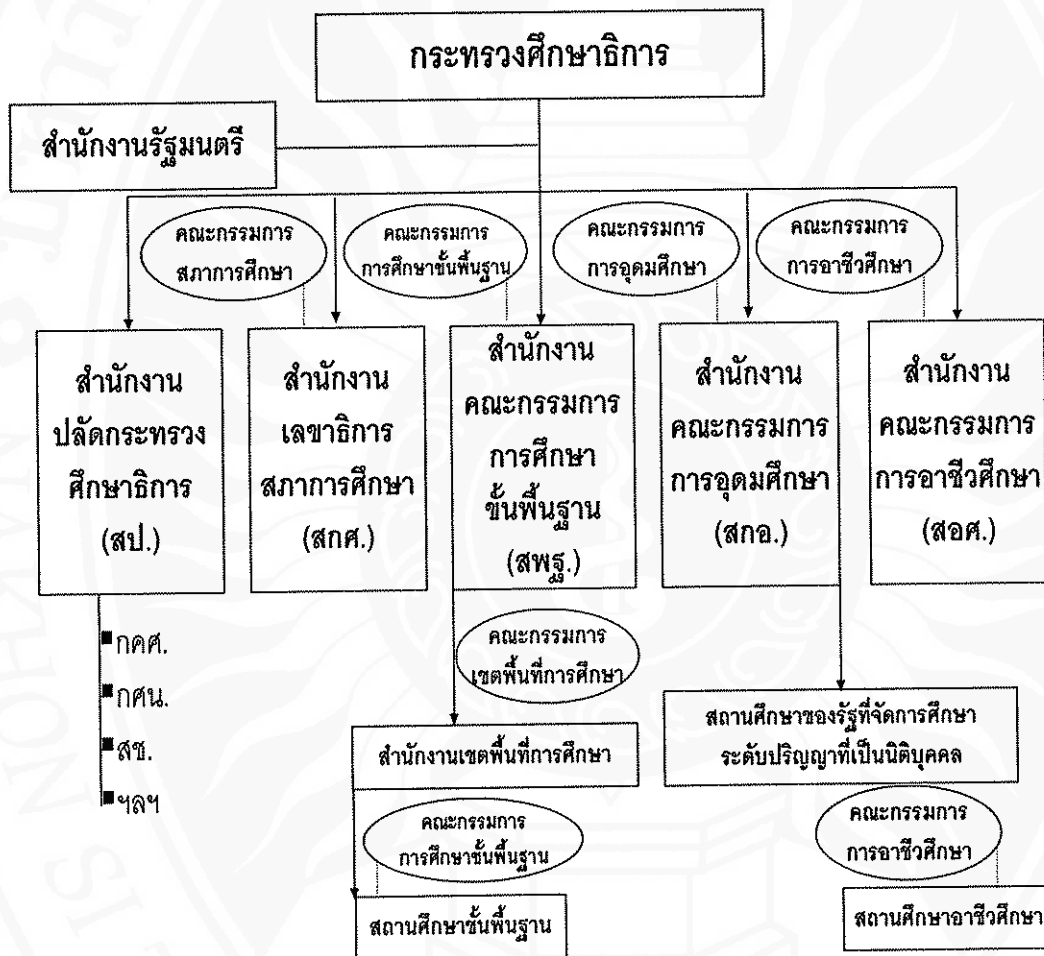 กระทรวงศึกษาธิการ
สำนักงานรัฐมนตรี
คณะกรรมการ
สภาการศึกษา
คณะกรรมการ
การศึกษาขั้นพื้นฐาน
คณะกรรมการ
การอุดมศึกษา
คณะกรรมการ
การอาชีวศึกษา
สำนักงาน
ปลัดกระทรวง
ศึกษาธิการ
(สป.)
สำนักงาน
เลขาธิการ
สภาการศึกษา
(สกศ.)
สำนักงาน
คณะกรรมการ
การศึกษา
ขั้นพื้นฐาน
(สพฐ.)
สำนักงาน
คณะกรรมการ
การอุดมศึกษา
(สกอ.)
สำนักงาน
คณะกรรมการ
การอาชีวศึกษา
(สอศ.)
กคศ.
กศน.
สช.
ฯลฯ
คณะกรรมการ
เขตพื้นที่การศึกษา
สำนักงานเขตพื้นที่การศึกษา
คณะกรรมการ
การศึกษาขั้นพื้นฐาน
สถานศึกษาขั้นพื้นฐาน
สถานศึกษาของรัฐที่จัดการศึกษา
ระดับปริญญาที่เป็นนิติบุคคล
คณะกรรมการ
การอาชีวศึกษา
สถานศึกษาอาชีวศึกษา